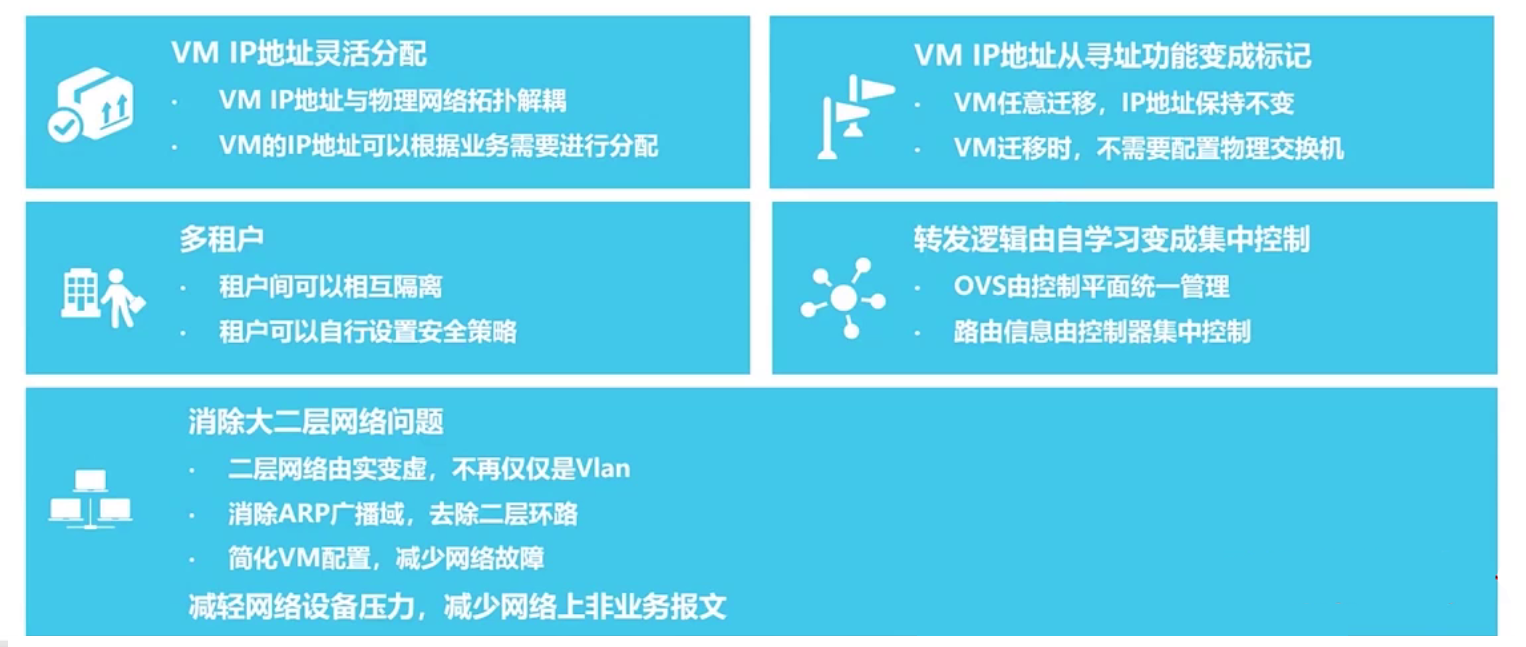 VM IP地址灵活分配
· VM IP地址与物理网络拓扑解耦
· VM的IP地址可以根据业务需要进行分配
VM IP地址从寻址功能变成标记
· VM任意迁移，IP地址保持不变
· VM迁移时，不需要配置物理交换机
多租户
· 租户间可以相互隔离
· 租户可以自行设置安全策略
转发逻辑由自学习变成集中控制
· OVS由控制平面统一管理
· 路由信息由控制器集中控制
消除大二层网络问题
· 二层网络由实变虚，不再仅仅是Vlan
· 消除ARP广播域，去除二层环路
· 简化VM配置，减少网络故障
减轻网络设备压力，减少网络上非业务报文